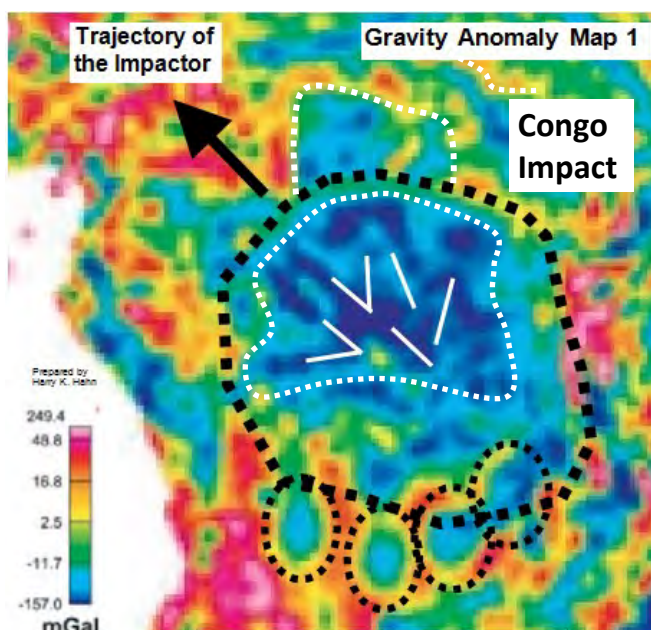 Trajectory of
the Impactor
Gravity Anomaly Map 1
Congo
Impact
Prepared by
Harry K. Hahn
249.4
48.8
16.8
2.5
-11.7
-157.0
mGal